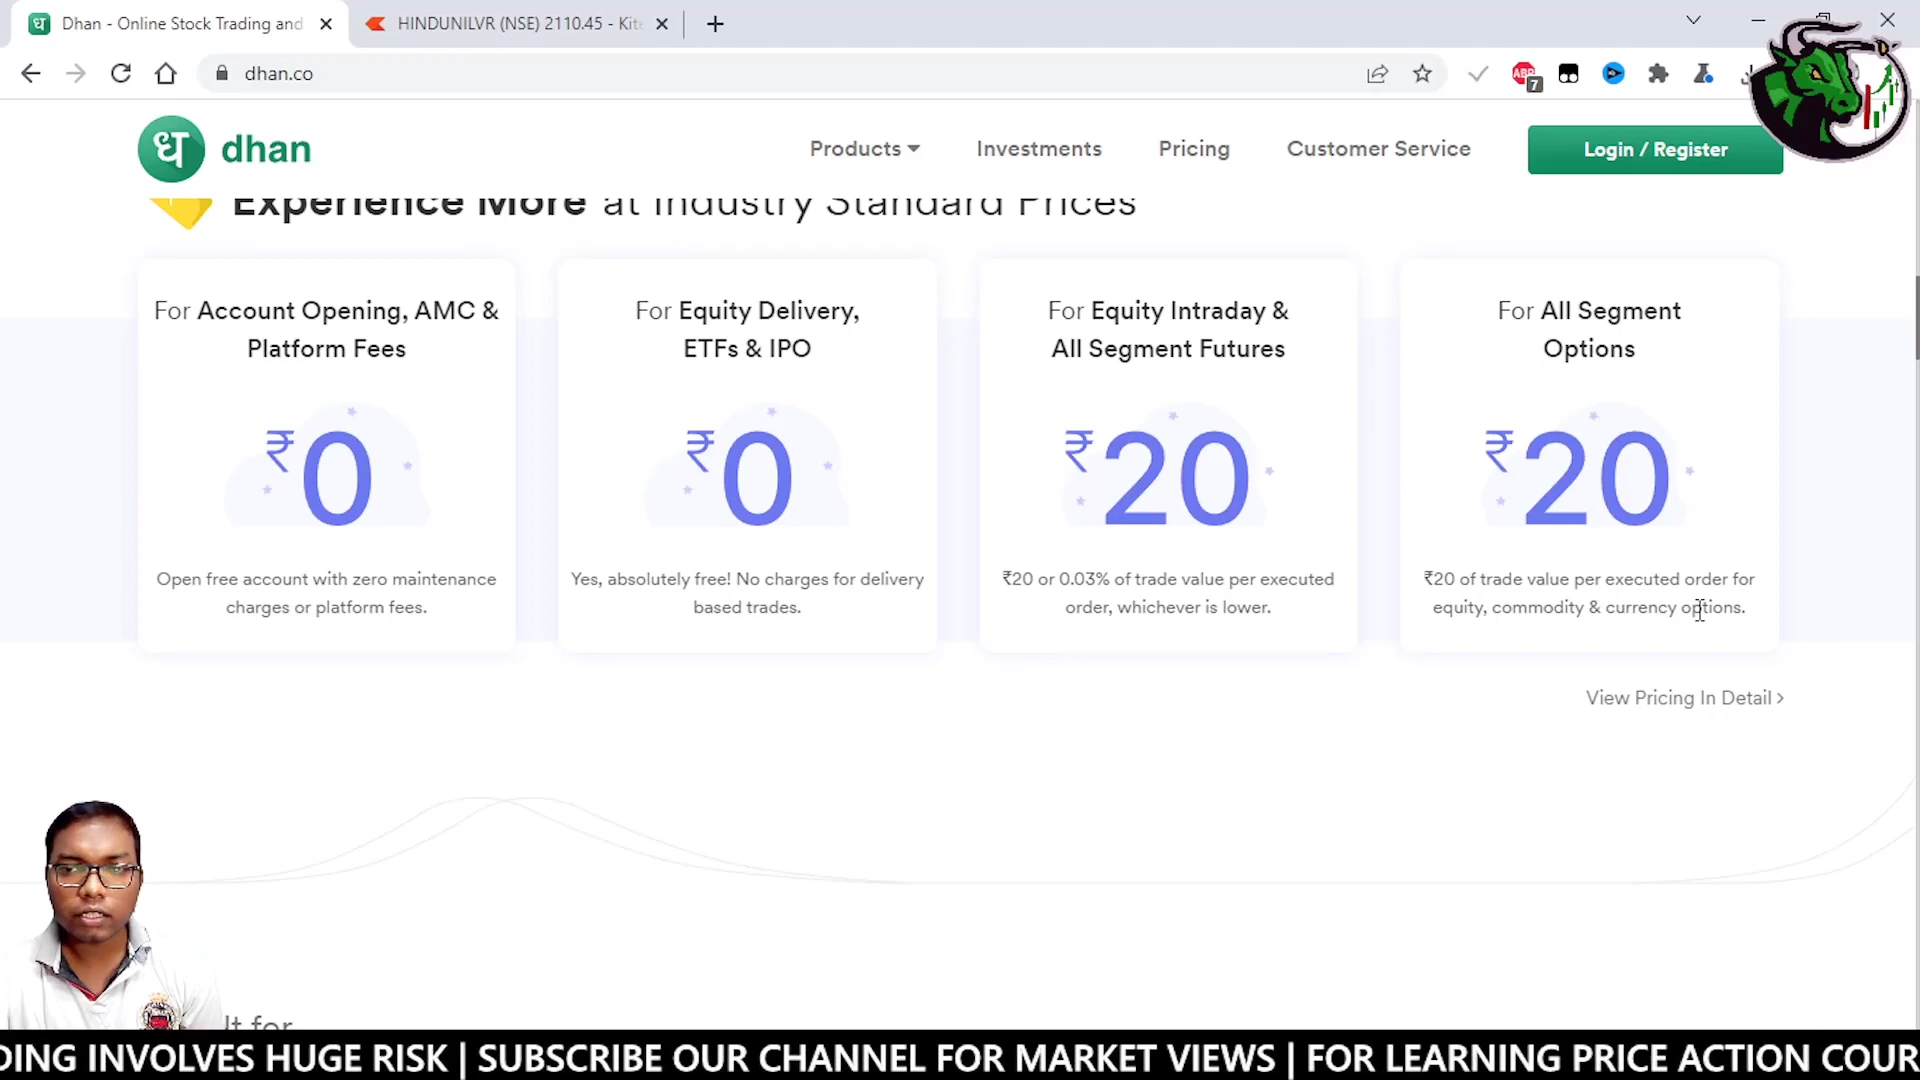 Dhan - Online Stock Trading and
HINDUNILVR (NSE) 2110.45 - Kite
dhan.co
ABP
7
ध dhan
Products
Investments
Pricing
Customer Service
Login / Register
Experience More at Industry Standard Prices
For Account Opening, AMC &
Platform Fees
₹0
Open free account with zero maintenance
charges or platform fees.
For Equity Delivery,
ETFs & IPO
₹0
Yes, absolutely free! No charges for delivery
based trades.
For Equity Intraday &
All Segment Futures
₹20
₹20 or 0.03% of trade value per executed
order, whichever is lower.
For All Segment
Options
₹20
₹20 of trade value per executed order for
equity, commodity & currency options.
View Pricing In Detail >
lt for
DING INVOLVES HUGE RISK | SUBSCRIBE OUR CHANNEL FOR MARKET VIEWS | FOR LEARNING PRICE ACTION COUR